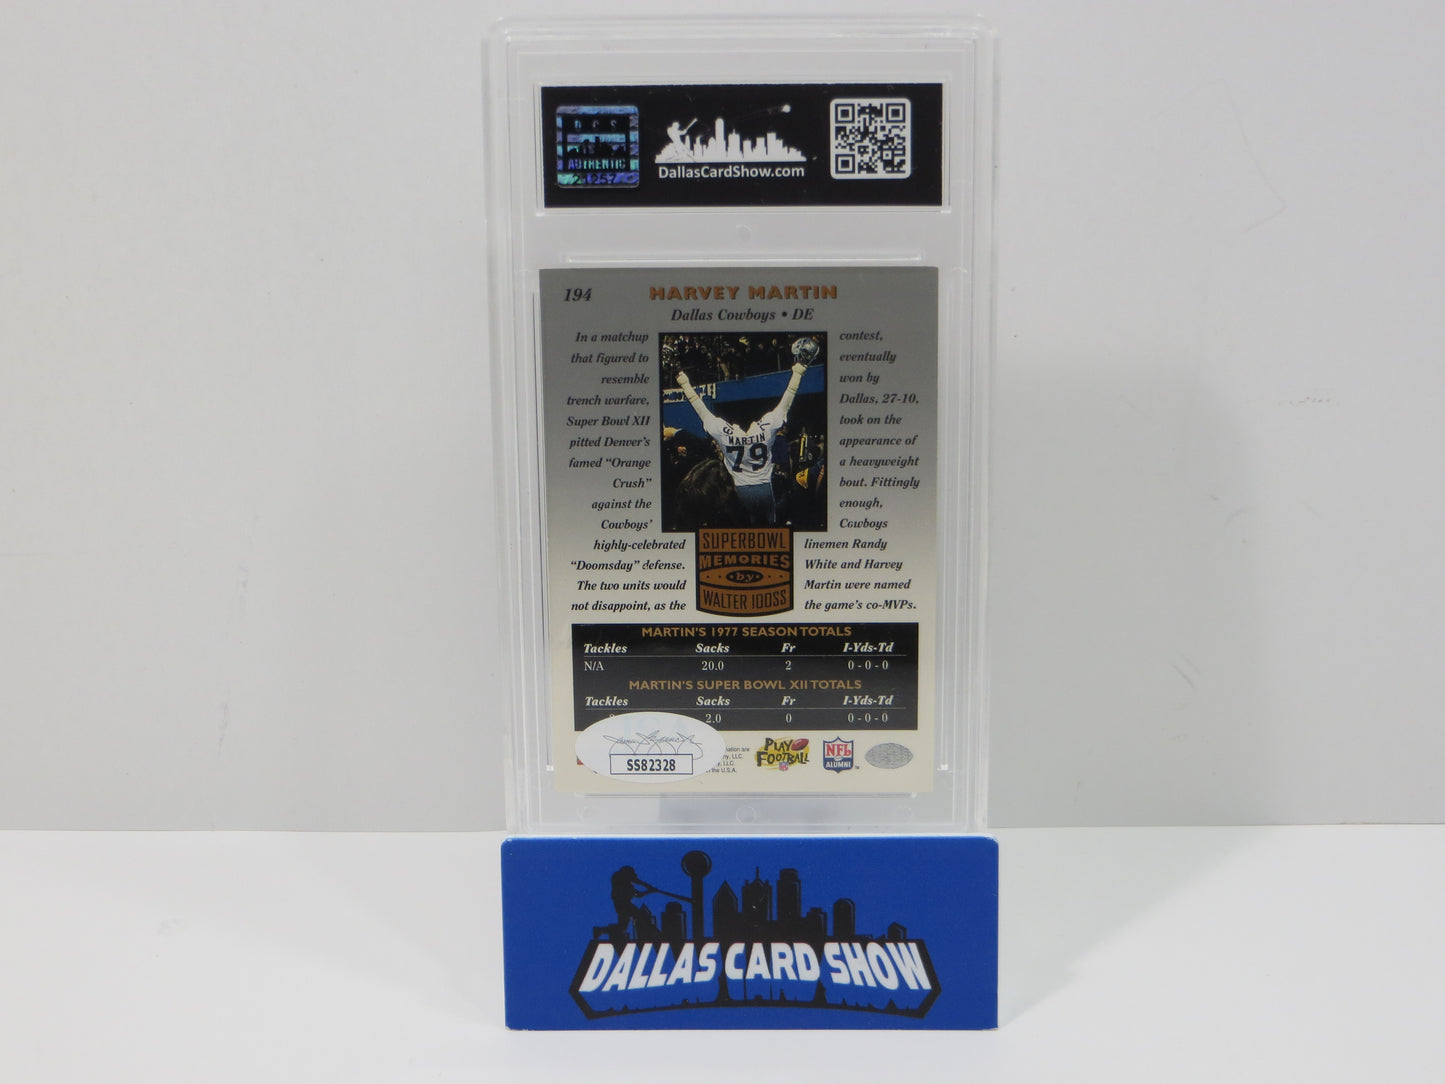 DCS
AUTHENTIC
21257
DallasCardShow.com
194
HARVEY MARTIN
Dallas Cowboys • DE
In a matchup
that figured to
resemble
trench warfare,
Super Bowl XII
pitted Denver's
famed "Orange
Crush"
against the
Cowboys'
highly-celebrated
"Doomsday" defense.
The two units would
not disappoint, as the
MARTIN
79
SUPERBOWL
MEMORIES
• by •
WALTER IOOSS
contest,
eventually
won by
Dallas, 27-10,
took on the
appearance of
a heavyweight
bout. Fittingly
enough,
Cowboys
linemen Randy
White and Harvey
Martin were named
the game's co-MVPs.
MARTIN'S 1977 SEASON TOTALS
Tackles Sacks Fr I-Yds-Td
N/A 20.0 2 0 - 0 - 0
MARTIN'S SUPER BOWL XII TOTALS
Tackles Sacks Fr I-Yds-Td
2.0 0 0 - 0 - 0
SS82328
PLAY FOOTBALL
NFL
NFL
ALUMNI
DALLAS CARD SHOW